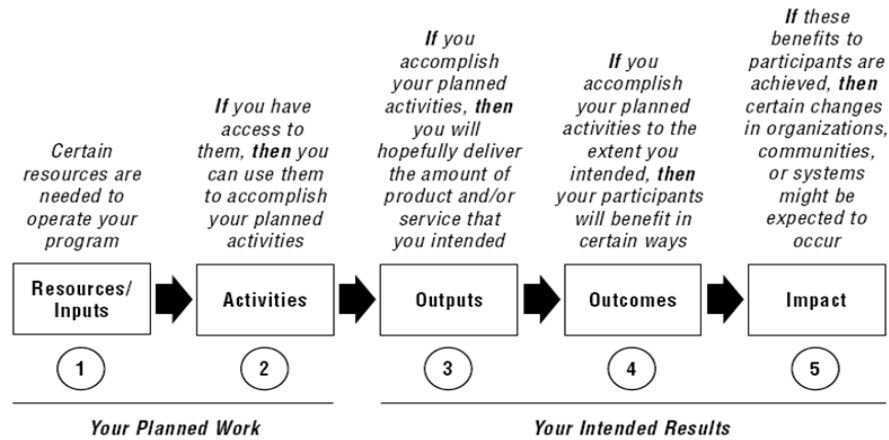 Certain
resources are
needed to
operate your
program
If you have
access to
them, then you
can use them
to accomplish
your planned
activities
If you
accomplish
your planned
activities, then
you will
hopefully deliver
the amount of
product and/or
service that
you intended
If you
accomplish
your planned
activities to the
extent you
intended, then
your participants
will benefit in
certain ways
If these
benefits to
participants are
achieved, then
certain changes
in organizations,
communities,
or systems
might be
expected to
occur
Resources/
Inputs
Activities
Outputs
Outcomes
Impact
1
2
3
4
5
Your Planned Work
Your Intended Results